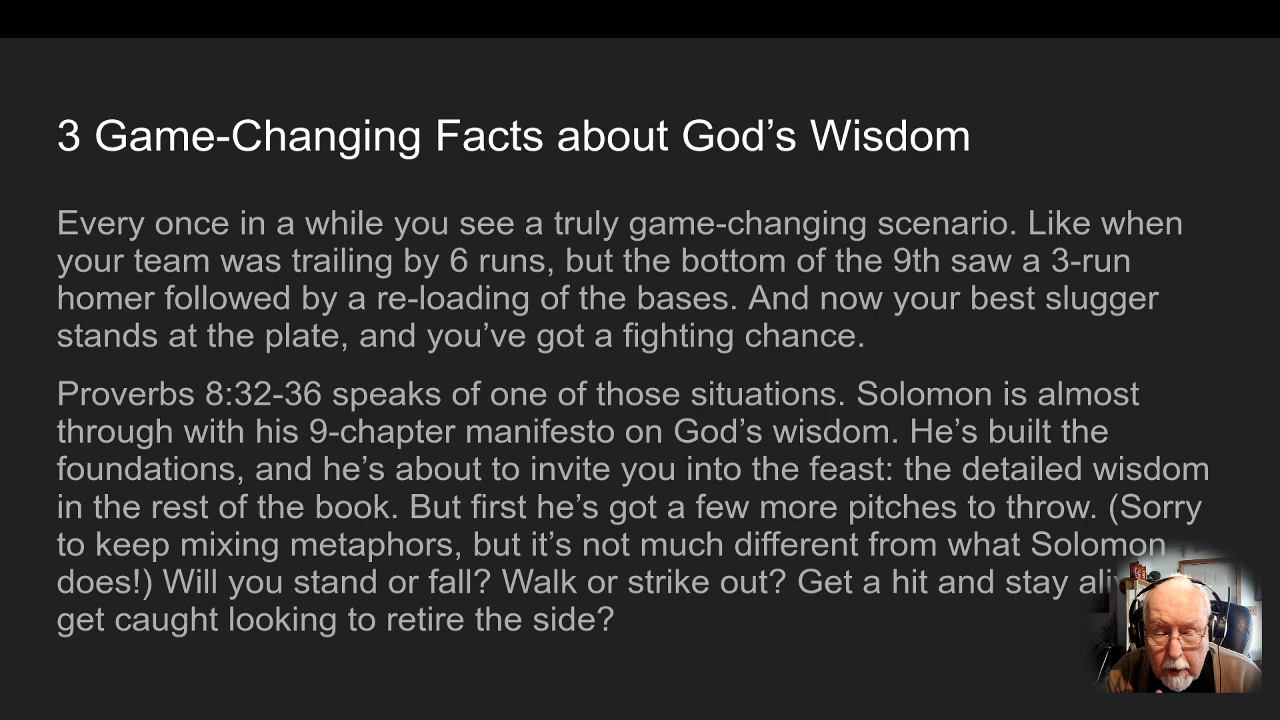 3 Game-Changing Facts about God’s Wisdom
Every once in a while you see a truly game-changing scenario. Like when
your team was trailing by 6 runs, but the bottom of the 9th saw a 3-run
homer followed by a re-loading of the bases. And now your best slugger
stands at the plate, and you’ve got a fighting chance.
Proverbs 8:32-36 speaks of one of those situations. Solomon is almost
through with his 9-chapter manifesto on God’s wisdom. He’s built the
foundations, and he’s about to invite you into the feast: the detailed wisdom
in the rest of the book. But first he’s got a few more pitches to throw. (Sorry
to keep mixing metaphors, but it’s not much different from what Solomon
does!) Will you stand or fall? Walk or strike out? Get a hit and stay
get caught looking to retire the side?